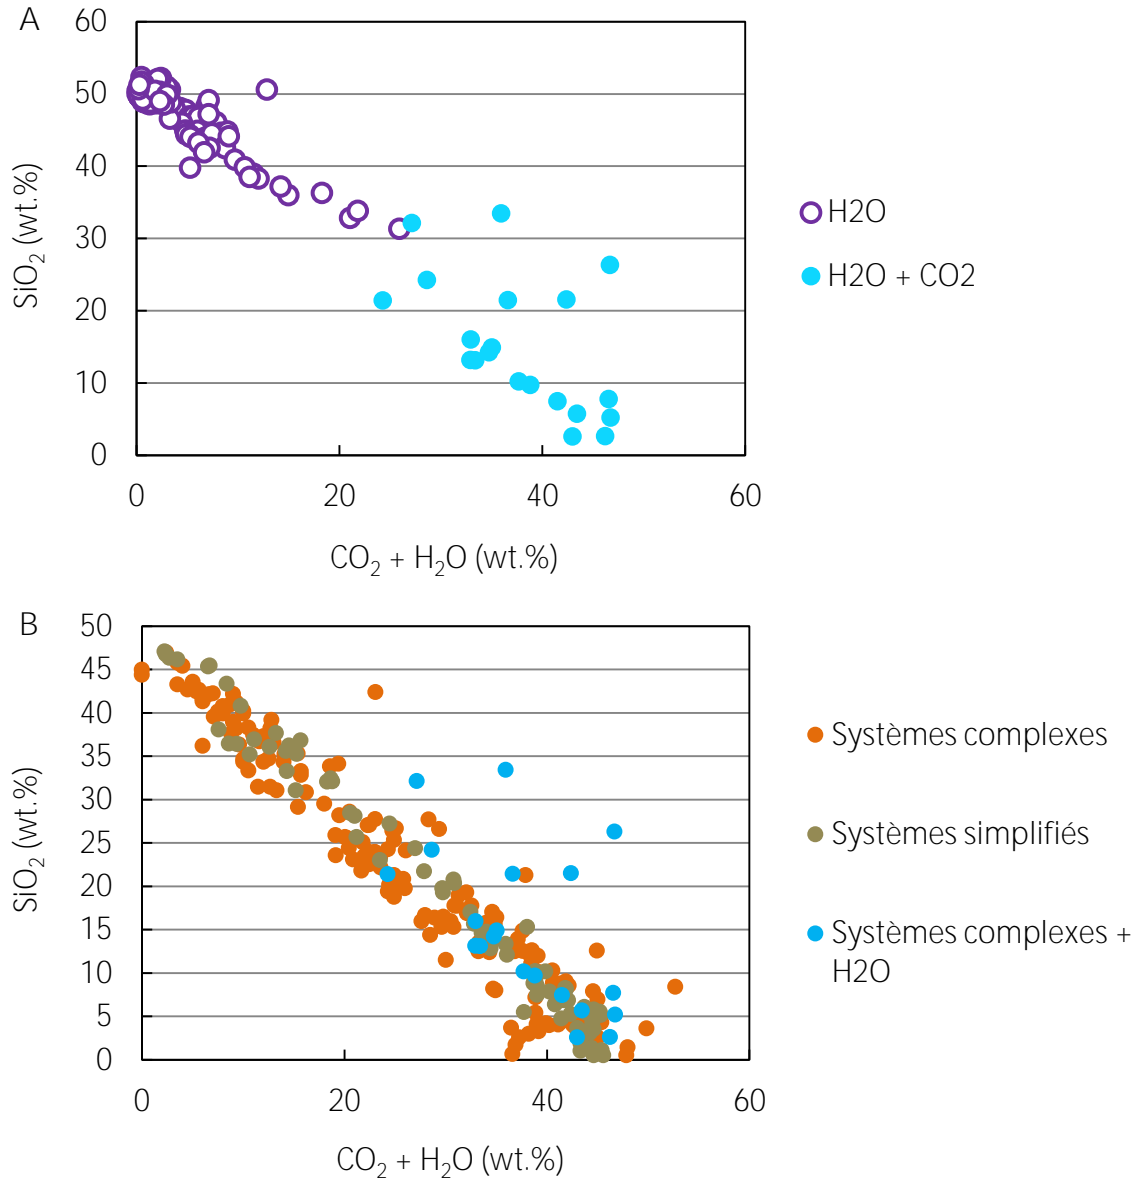 A
60
50
40
30
20
10
0
SiO2 (wt.%)
0 20 40 60
CO2 + H2O (wt.%)
H2O
H2O + CO2
B
50
45
40
35
30
25
20
15
10
5
0
SiO2 (wt.%)
0 20 40 60
CO2 + H2O (wt.%)
Systèmes complexes
Systèmes simplifiés
Systèmes complexes +
H2O